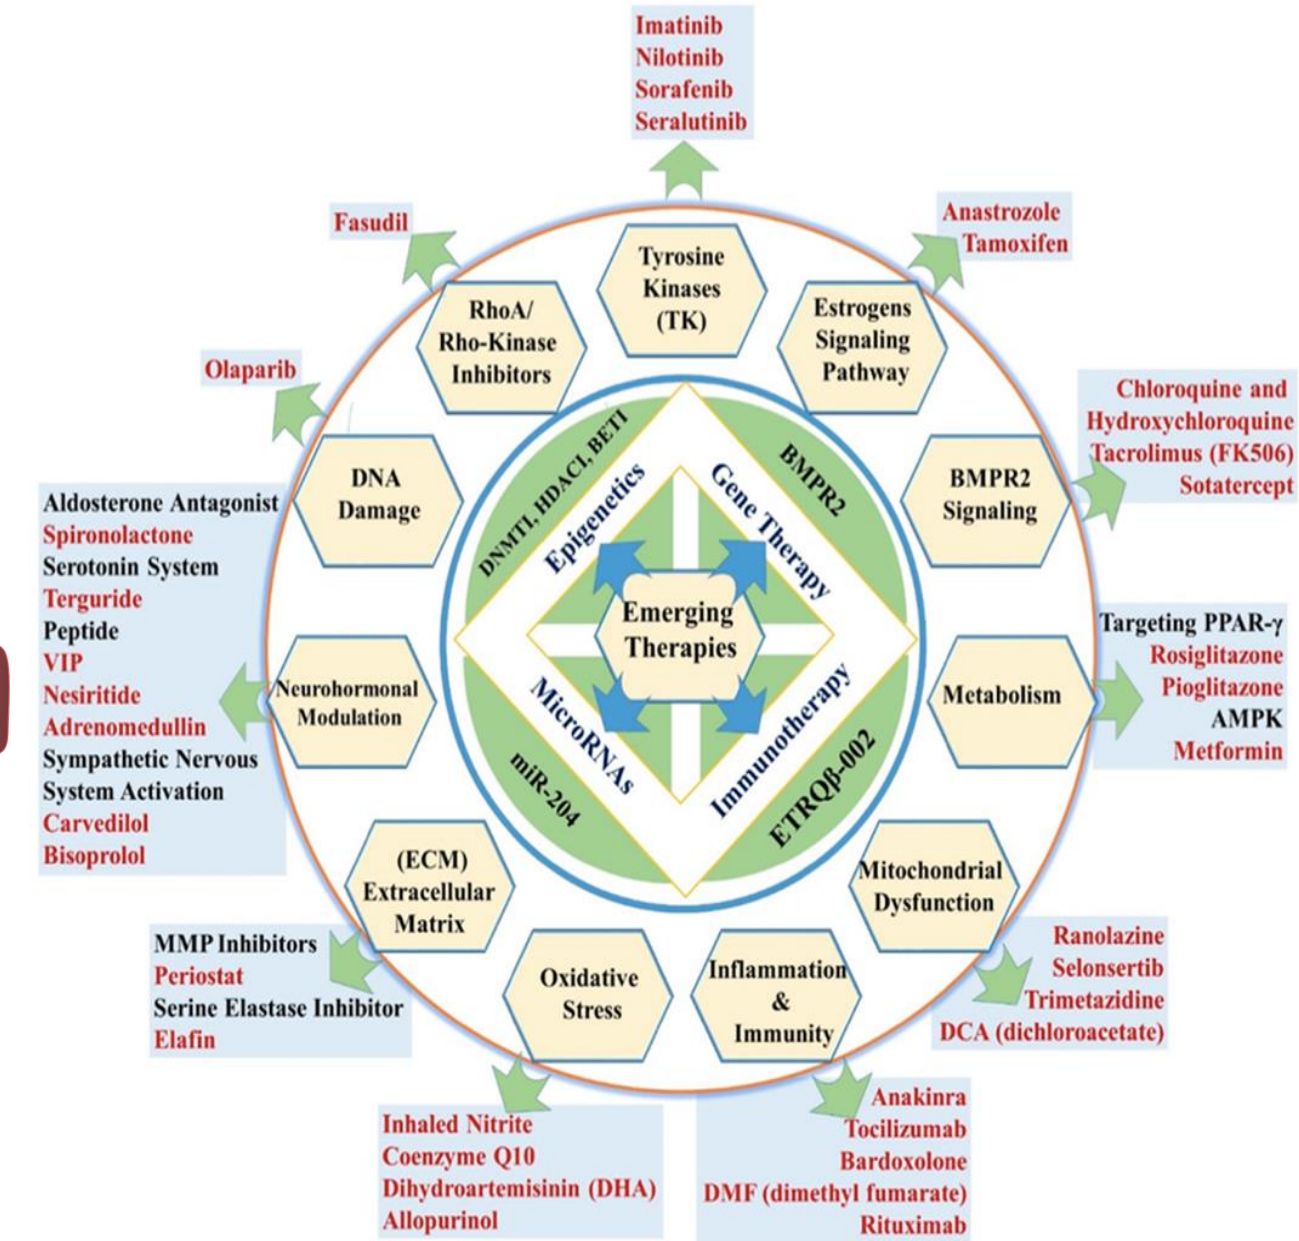 Imatinib
Nilotinib
Sorafenib
Seralutinib
Fasudil
Anastrozole
Tamoxifen
Tyrosine
Kinases
(TK)
RhoA/
Rho-Kinase
Inhibitors
Estrogens
Signaling
Pathway
Olaparib
Chloroquine and
Hydroxychloroquine
Tacrolimus (FK506)
Sotatercept
DNA
Damage
BMPR2
Signaling
DNMTI, HDACI, BETI
Epigenetics
Gene Therapy
BMPR2
Emerging
Therapies
MicroRNAs
miR-204
Immunotherapy
ETRQβ-002
Aldosterone Antagonist
Spironolactone
Serotonin System
Terguride
Peptide
VIP
Nesiritide
Adrenomedullin
Sympathetic Nervous
System Activation
Carvedilol
Bisoprolol
Neurohormonal
Modulation
Metabolism
Targeting PPAR-γ
Rosiglitazone
Pioglitazone
AMPK
Metformin
(ECM)
Extracellular
Matrix
Mitochondrial
Dysfunction
MMP Inhibitors
Periostat
Serine Elastase Inhibitor
Elafin
Oxidative
Stress
Inflammation
&
Immunity
Ranolazine
Selonsertib
Trimetazidine
DCA (dichloroacetate)
Inhaled Nitrite
Coenzyme Q10
Dihydroartemisinin (DHA)
Allopurinol
Anakinra
Tocilizumab
Bardoxolone
DMF (dimethyl fumarate)
Rituximab